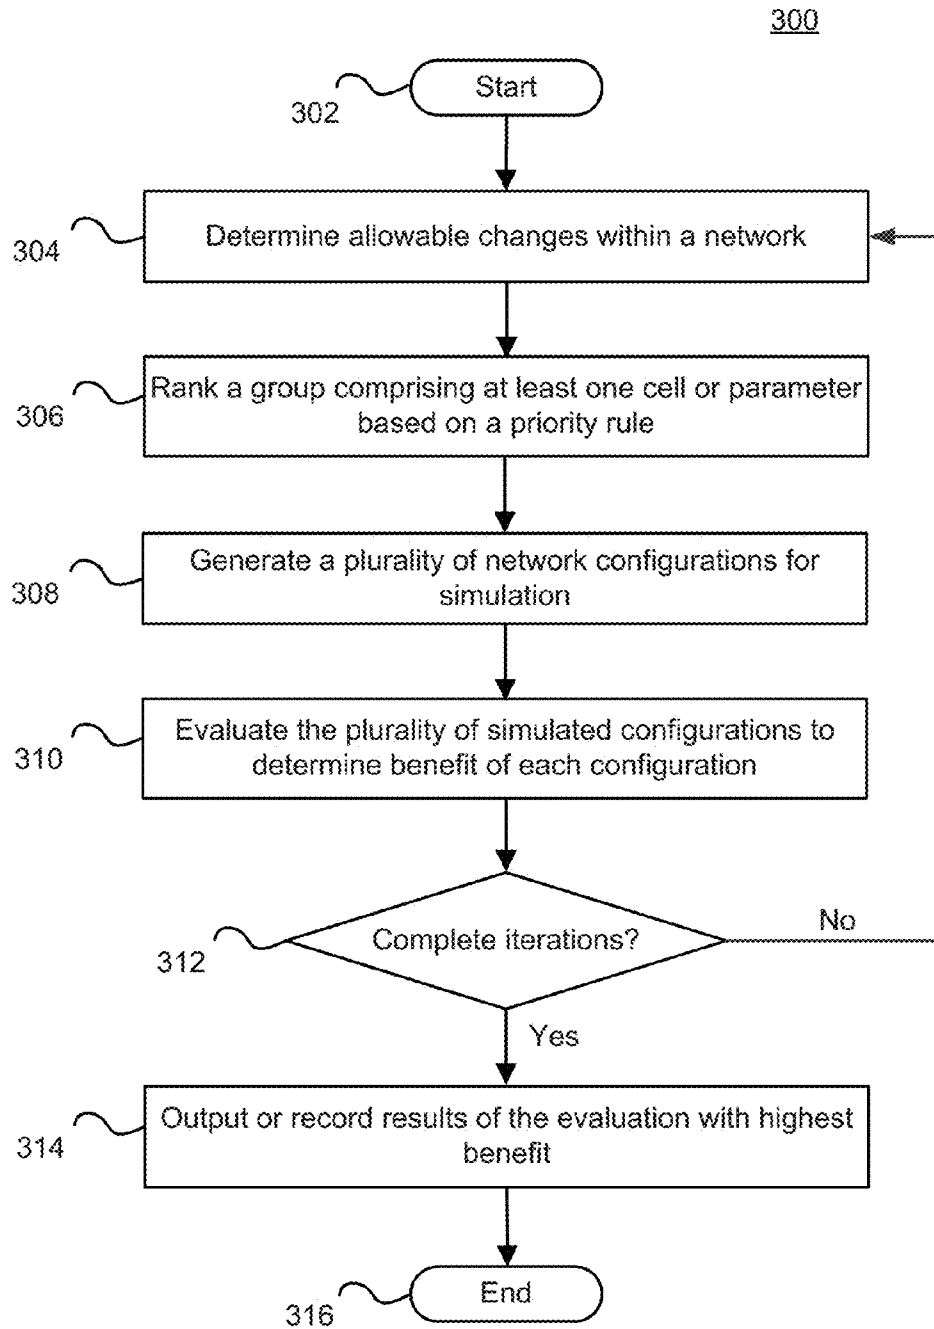 300
Start
302
Determine allowable changes within a network
304
Rank a group comprising at least one cell or parameter
based on a priority rule
306
Generate a plurality of network configurations for
simulation
308
Evaluate the plurality of simulated configurations to
determine benefit of each configuration
310
Complete iterations?
No
312
Yes
Output or record results of the evaluation with highest
benefit
314
End
316